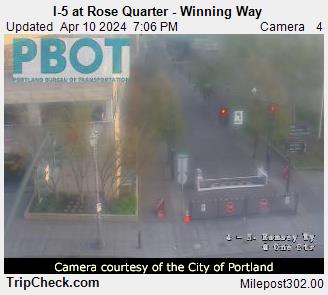 I-5 at Rose Quarter - Winning Way
Updated Apr 10 2024 7:06 PM Camera 4
PBOT
PORTLAND BUREAU OF TRANSPORTATION
Camera courtesy of the City of Portland
TripCheck.com Milepost302.00